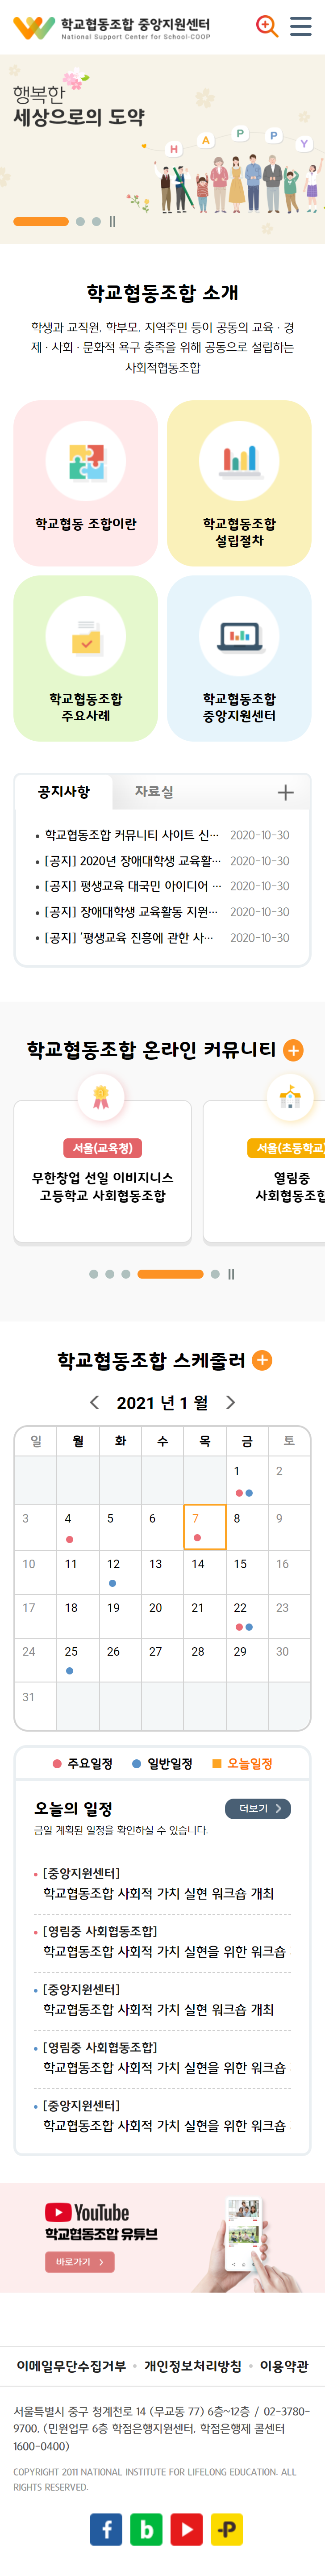 학교협동조합 중앙지원센터
National Support Center for School-COOP
행복한
세상으로의 도약
H A P P Y
학교협동조합 소개
학생과 교직원, 학부모, 지역주민 등이 공동의 교육 · 경
제 · 사회 · 문화적 욕구 충족을 위해 공동으로 설립하는
사회적협동조합
학교협동 조합이란
학교협동조합
설립절차
학교협동조합
주요사례
학교협동조합
중앙지원센터
공지사항 자료실
학교협동조합 커뮤니티 사이트 신... 2020-10-30
[공지] 2020년 장애대학생 교육활... 2020-10-30
[공지] 평생교육 대국민 아이디어 ... 2020-10-30
[공지] 장애대학생 교육활동 지원... 2020-10-30
[공지] '평생교육 진흥에 관한 사... 2020-10-30
학교협동조합 온라인 커뮤니티
서울(교육청)
무한창업 선일 이비지니스
고등학교 사회협동조합
서울(초등학교)
열림중
사회협동조합
학교협동조합 스케줄러
2021 년 1 월
일 월 화 수 목 금 토
1 2
3 4 5 6 7 8 9
10 11 12 13 14 15 16
17 18 19 20 21 22 23
24 25 26 27 28 29 30
31
주요일정 일반일정 오늘일정
오늘의 일정
더보기
금일 계획된 일정을 확인하실 수 있습니다.
[중앙지원센터]
학교협동조합 사회적 가치 실현 워크숍 개최
[영림중 사회협동조합]
학교협동조합 사회적 가치 실현을 위한 워크숍
[중앙지원센터]
학교협동조합 사회적 가치 실현 워크숍 개최
[영림중 사회협동조합]
학교협동조합 사회적 가치 실현을 위한 워크숍
[중앙지원센터]
학교협동조합 사회적 가치 실현을 위한 워크숍
YouTube
학교협동조합 유튜브
바로가기
이메일무단수집거부 개인정보처리방침 이용약관
서울특별시 중구 청계천로 14 (무교동 77) 6층~12층 / 02-3780-
9700, (민원업무 6층 학점은행지원센터, 학점은행제 콜센터
1600-0400)
COPYRIGHT 2011 NATIONAL INSTITUTE FOR LIFELONG EDUCATION. ALL
RIGHTS RESERVED.